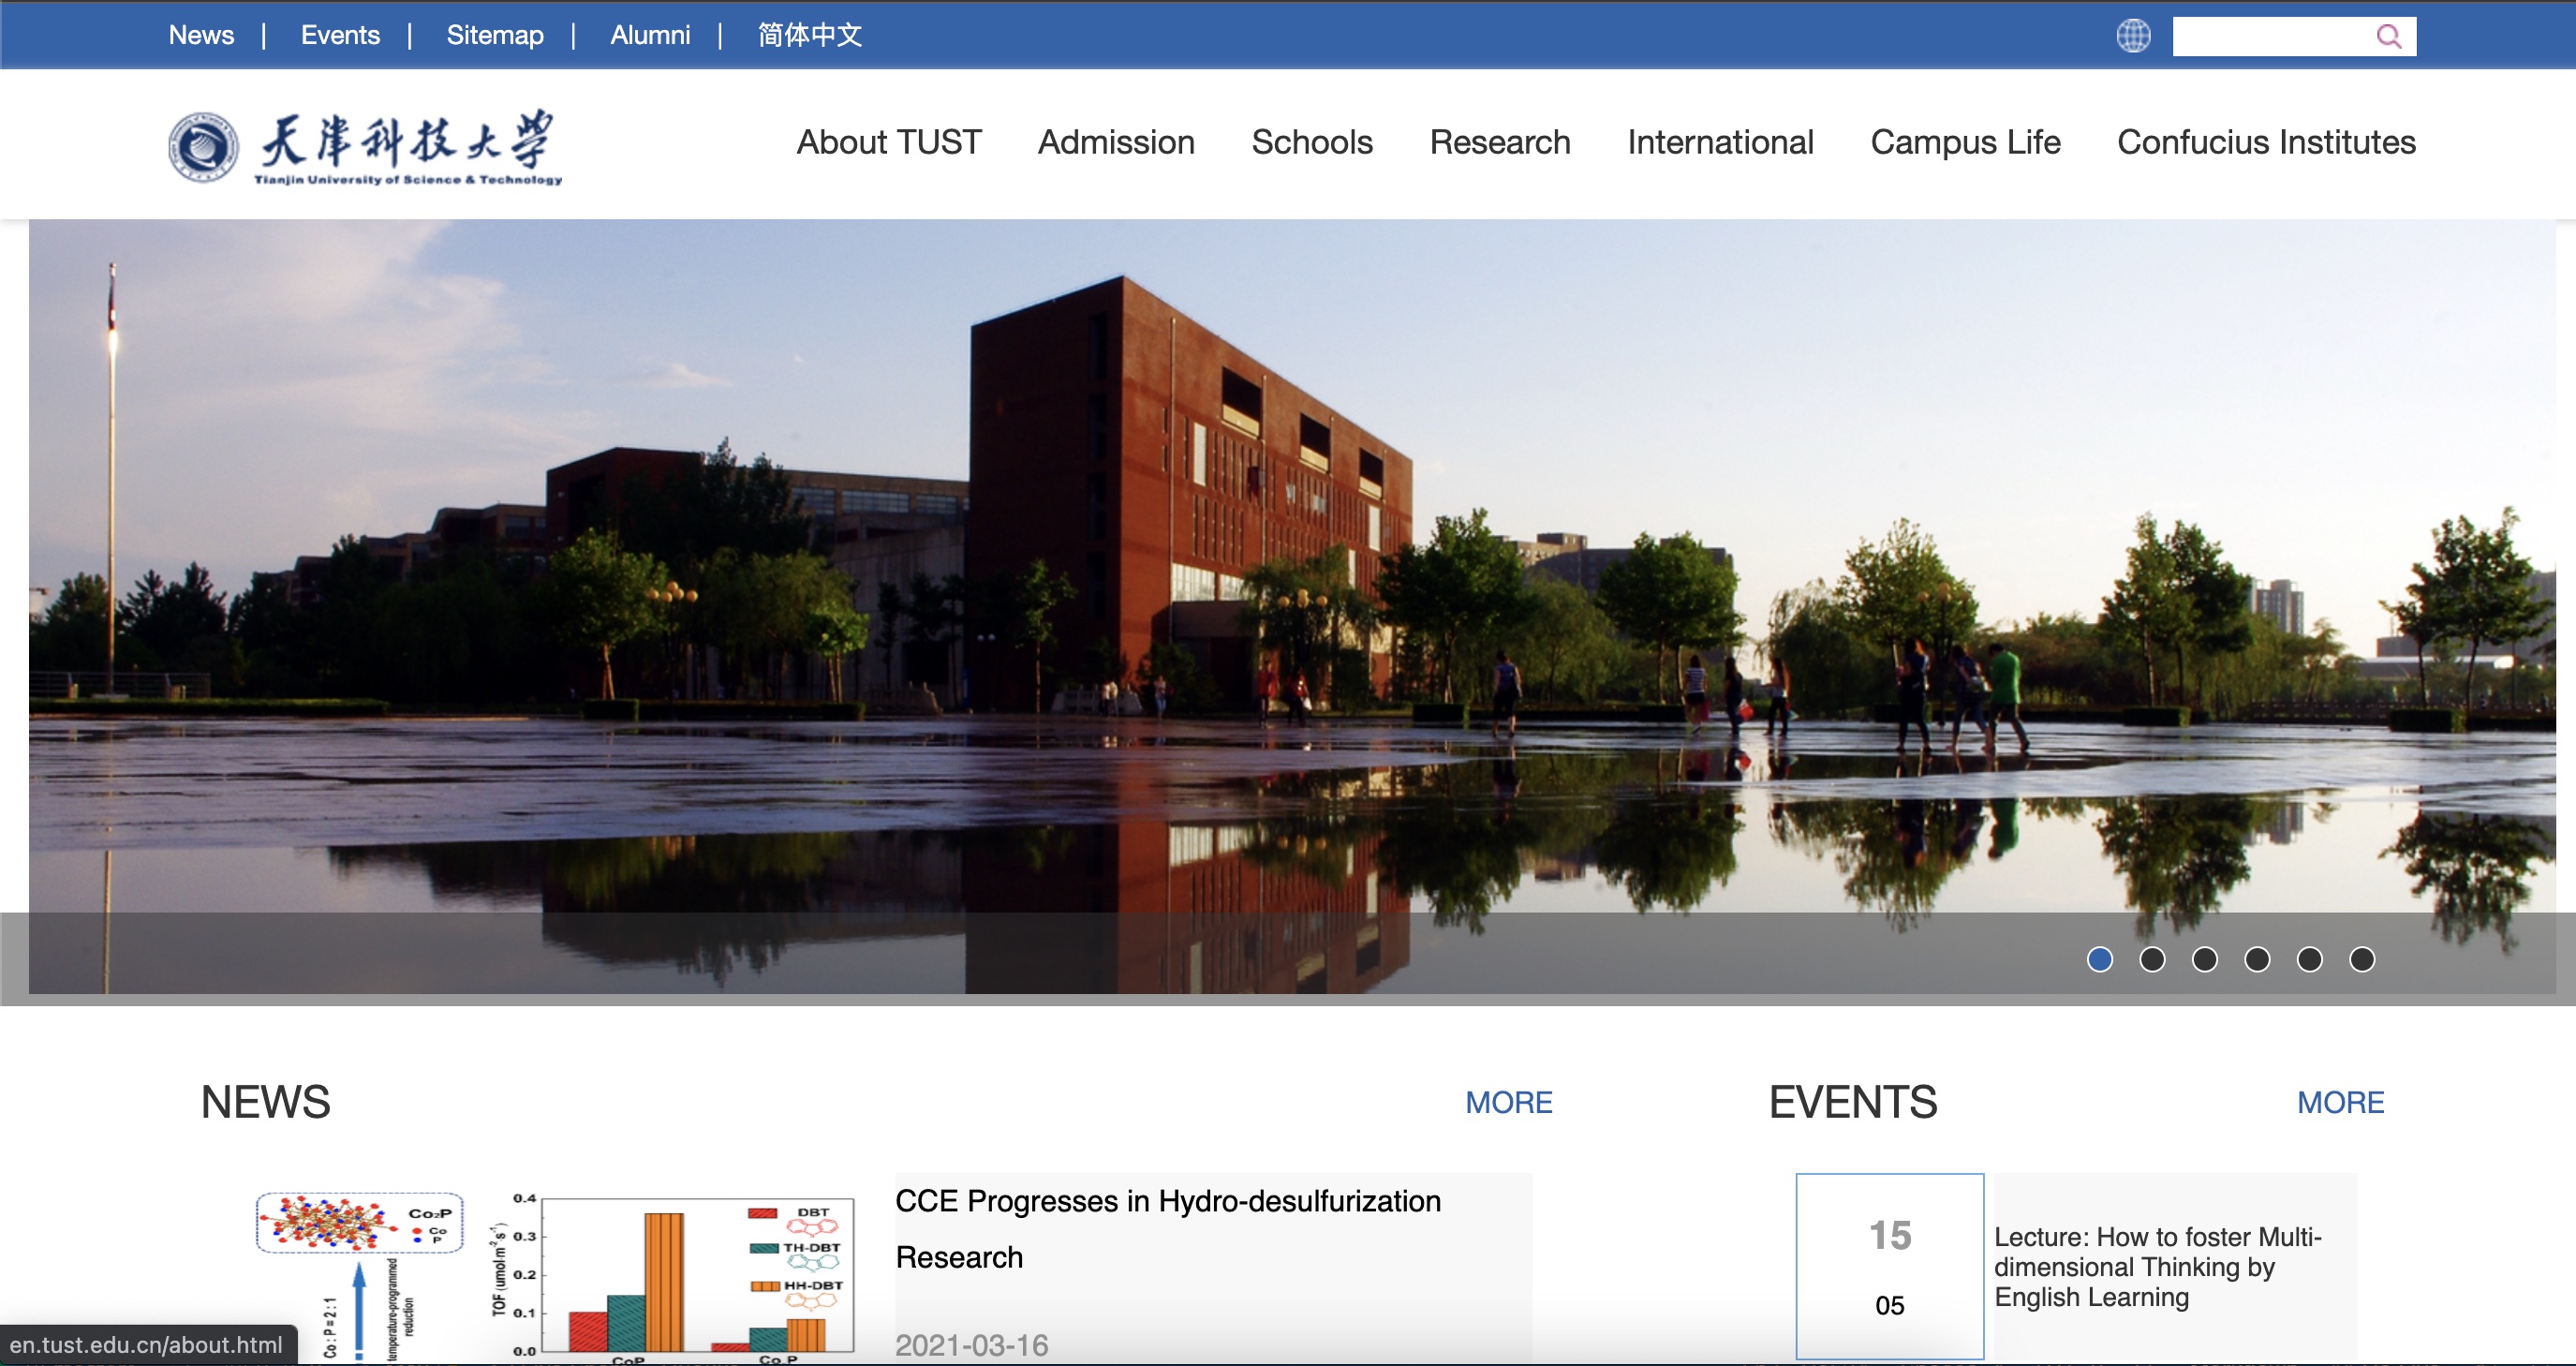 News | Events | Sitemap | Alumni | 简体中文
天津科技大学
Tianjin University of Science & Technology
About TUST Admission Schools Research International Campus Life Confucius Institutes
NEWS MORE
Co₂P
Co
P
Co : P = 2 : 1
temperature-programmed
reduction
TOF (umol·m⁻²s⁻¹)
0.4
0.3
0.2
0.1
0.0
DBT
TH-DBT
HH-DBT
CoP Co₂P
CCE Progresses in Hydro-desulfurization
Research
2021-03-16
EVENTS MORE
15
05
Lecture: How to foster Multi-
dimensional Thinking by
English Learning
en.tust.edu.cn/about.html